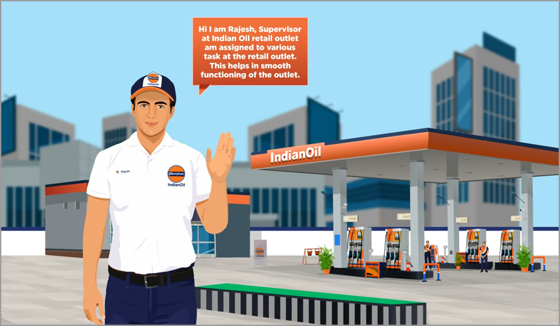 Hi I am Rajesh, Supervisor
at Indian Oil retail outlet
am assigned to various
task at the retail outlet.
This helps in smooth
functioning of the outlet.
IndianOil
IndianOil